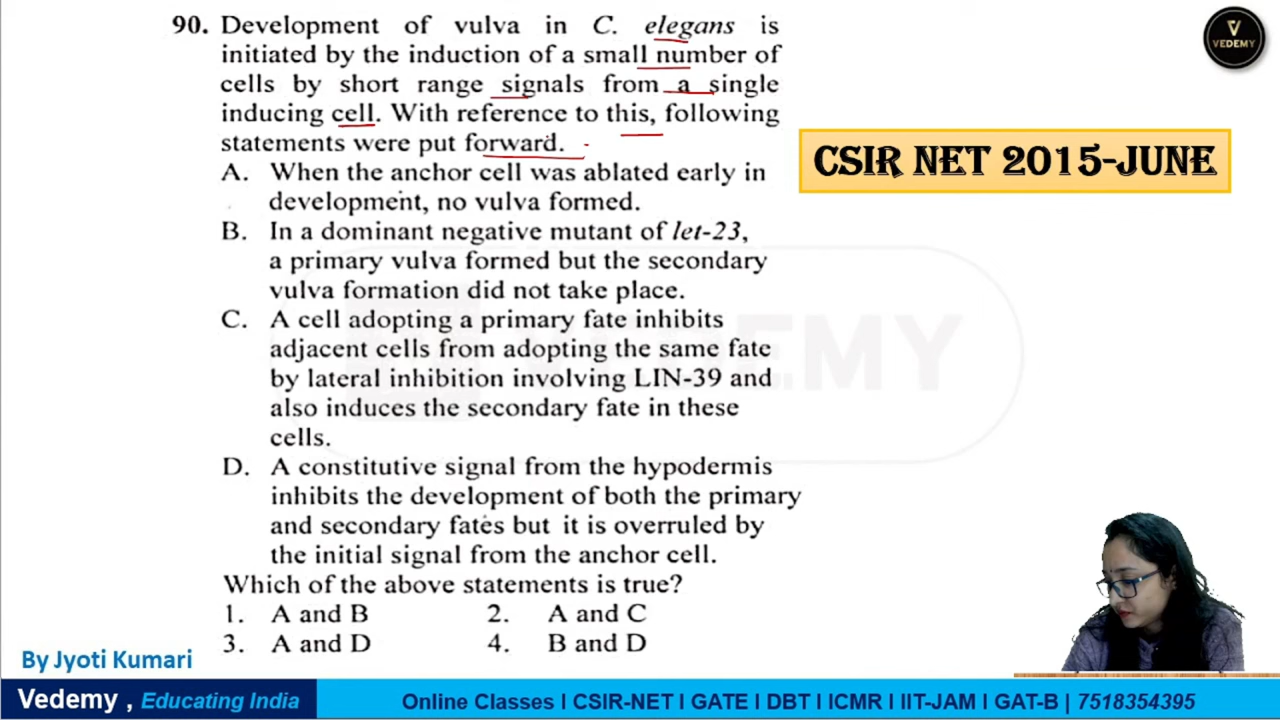 90. Development of vulva in C. elegans is
initiated by the induction of a small number of
cells by short range signals from a single
inducing cell. With reference to this, following
statements were put forward.
A. When the anchor cell was ablated early in
development, no vulva formed.
B. In a dominant negative mutant of let-23,
a primary vulva formed but the secondary
vulva formation did not take place.
C. A cell adopting a primary fate inhibits
adjacent cells from adopting the same fate
by lateral inhibition involving LIN-39 and
also induces the secondary fate in these
cells.
D. A constitutive signal from the hypodermis
inhibits the development of both the primary
and secondary fates but it is overruled by
the initial signal from the anchor cell.
Which of the above statements is true?
1. A and B 2. A and C
3. A and D 4. B and D
V
VEDEMY
CSIR NET 2015-JUNE
VEDEMY
By Jyoti Kumari
Vedemy , Educating India
Online Classes I CSIR-NET I GATE I DBT I ICMR I IIT-JAM I GAT-B | 7518354395